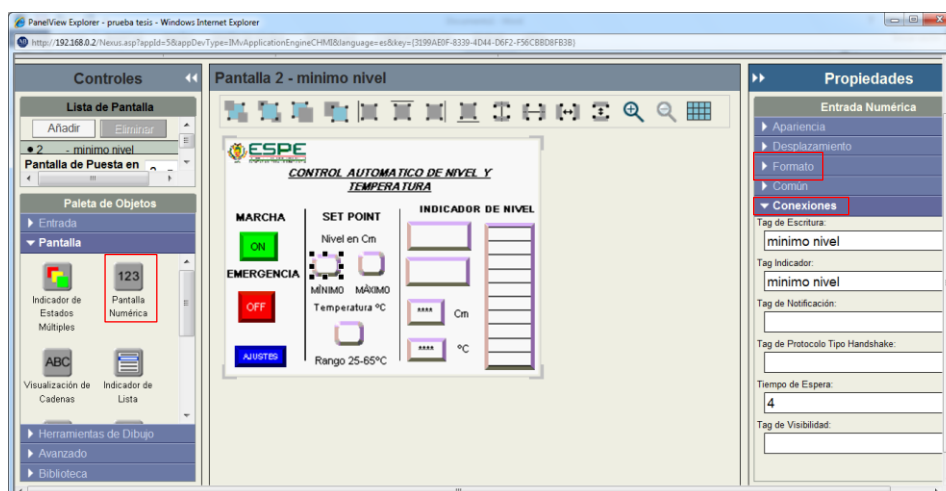 PanelView Explorer - prueba tesis - Windows Internet Explorer
http://192.168.0.2/Nexus.asp?appId=5&appDevType=IMvApplicationEngineCHMI&language=es&key={3199AE0F-8339-4D44-D6F2-F56CBBD8FB3B}
Controles
Lista de Pantalla
Añadir Eliminar
2 - minimo nivel
Pantalla de Puesta en
Paleta de Objetos
Entrada
Pantalla
123
Indicador de Estados Múltiples
Pantalla Numérica
ABC
Visualización de Cadenas
Indicador de Lista
Herramientas de Dibujo
Avanzado
Biblioteca
Pantalla 2 - minimo nivel
ESPE
CONTROL AUTOMATICO DE NIVEL Y
TEMPERATURA
MARCHA
ON
EMERGENCIA
OFF
AJUSTES
SET POINT
Nivel en Cm
MÍNIMO MÁXIMO
Temperatura ºC
Rango 25-65ºC
INDICADOR DE NIVEL
**** Cm
**** ºC
Propiedades
Entrada Numérica
Apariencia
Desplazamiento
Formato
Común
Conexiones
Tag de Escritura:
minimo nivel
Tag Indicador:
minimo nivel
Tag de Notificación:
Tag de Protocolo Tipo Handshake:
Tiempo de Espera:
4
Tag de Visibilidad: